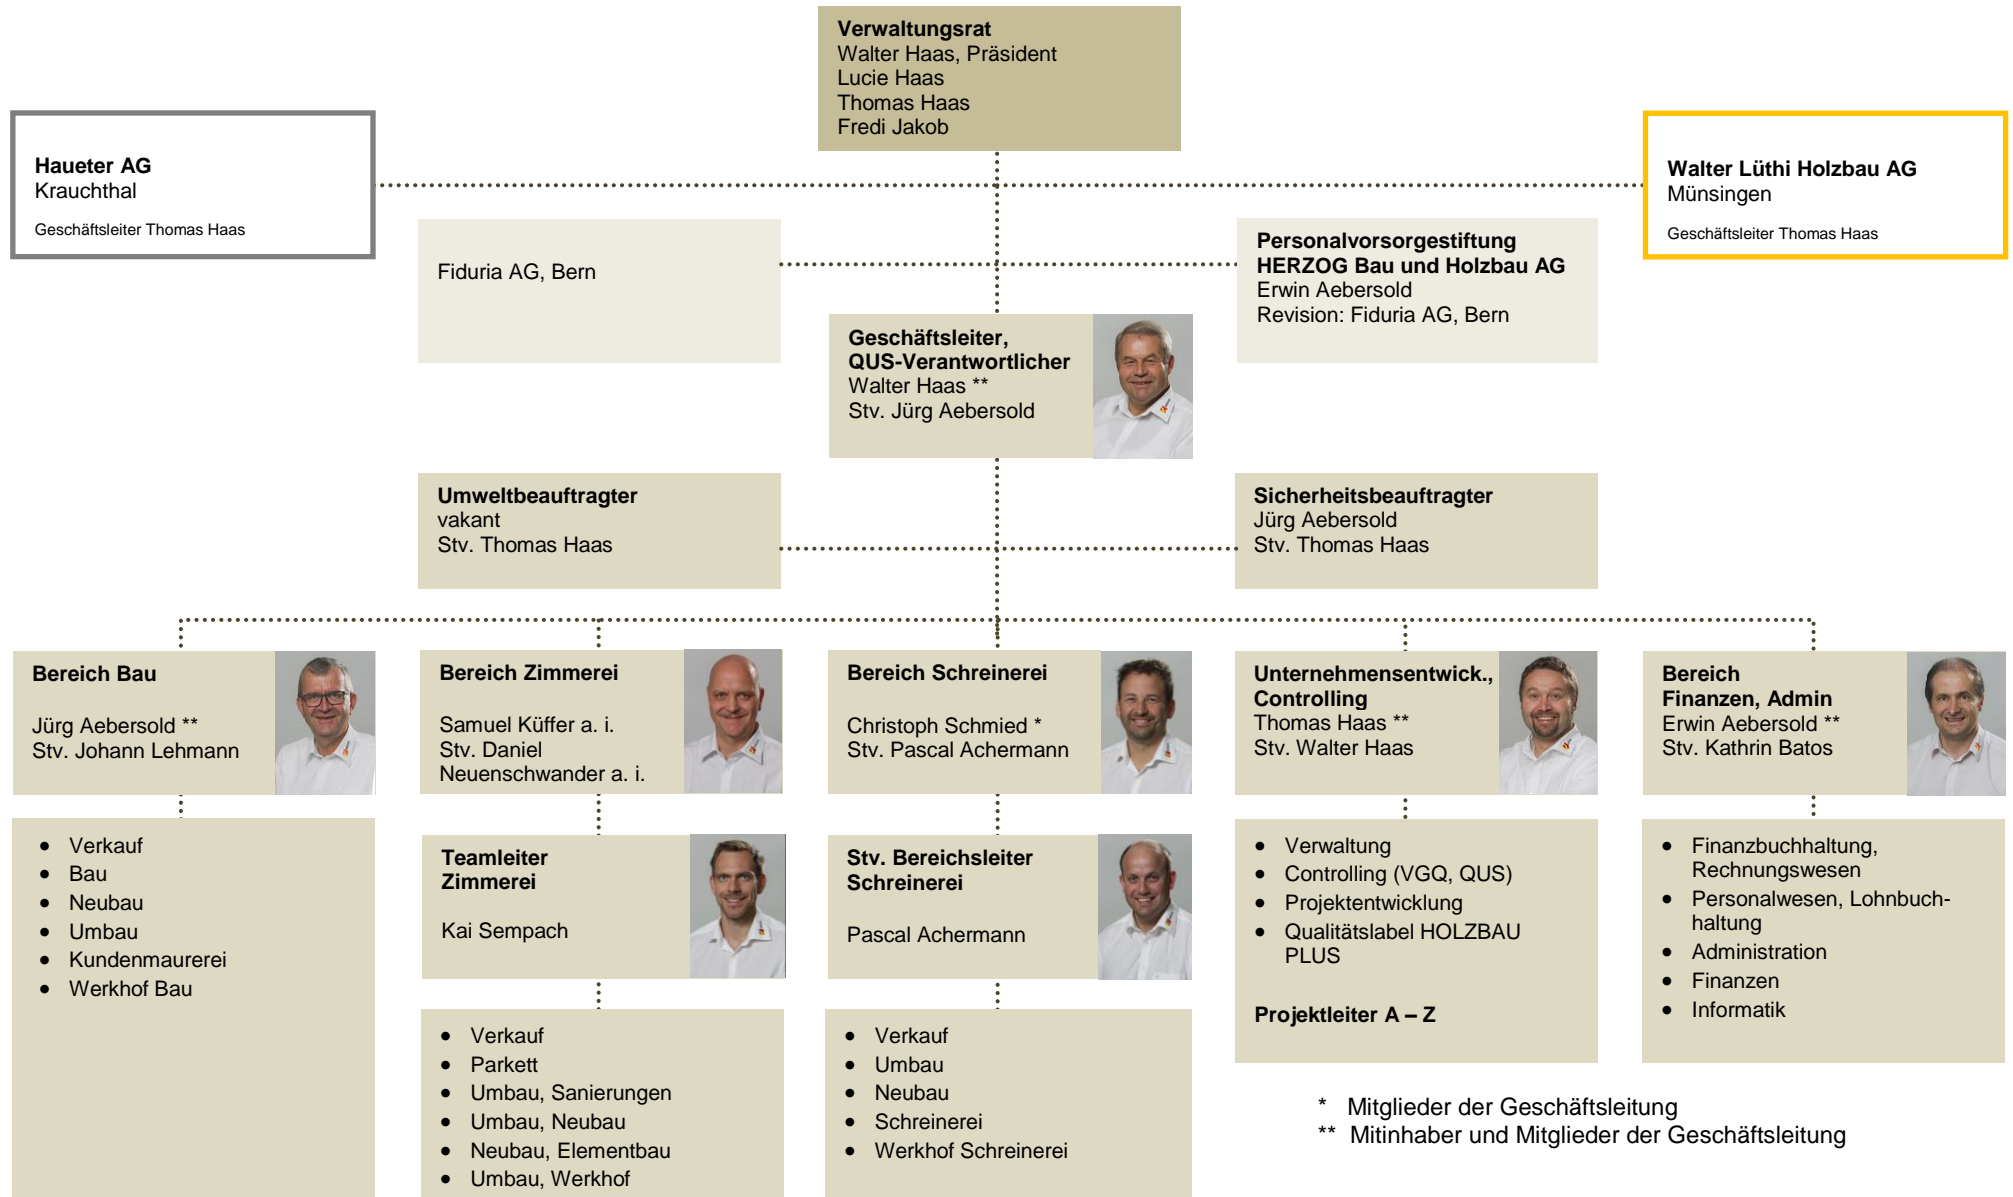 Verwaltungsrat
Walter Haas, Präsident
Lucie Haas
Thomas Haas
Fredi Jakob
Haueter AG
Krauchthal
Geschäftsleiter Thomas Haas
Walter Lüthi Holzbau AG
Münsingen
Geschäftsleiter Thomas Haas
Fiduria AG, Bern
Personalvorsorgestiftung
HERZOG Bau und Holzbau AG
Erwin Aebersold
Revision: Fiduria AG, Bern
Geschäftsleiter,
QUS-Verantwortlicher
Walter Haas **
Stv. Jürg Aebersold
Umweltbeauftragter
vakant
Stv. Thomas Haas
Sicherheitsbeauftragter
Jürg Aebersold
Stv. Thomas Haas
Bereich Bau
Jürg Aebersold **
Stv. Johann Lehmann
Bereich Zimmerei
Samuel Küffer a. i.
Stv. Daniel
Neuenschwander a. i.
Bereich Schreinerei
Christoph Schmied *
Stv. Pascal Achermann
Unternehmensentwick.,
Controlling
Thomas Haas **
Stv. Walter Haas
Bereich
Finanzen, Admin
Erwin Aebersold **
Stv. Kathrin Batos
• Verkauf
• Bau
• Neubau
• Umbau
• Kundenmaurerei
• Werkhof Bau
Teamleiter
Zimmerei
Kai Sempach
Stv. Bereichsleiter
Schreinerei
Pascal Achermann
• Verwaltung
• Controlling (VGQ, QUS)
• Projektentwicklung
• Qualitätslabel HOLZBAU
PLUS
Projektleiter A – Z
• Finanzbuchhaltung,
Rechnungswesen
• Personalwesen, Lohnbuch-
haltung
• Administration
• Finanzen
• Informatik
• Verkauf
• Parkett
• Umbau, Sanierungen
• Umbau, Neubau
• Neubau, Elementbau
• Umbau, Werkhof
• Verkauf
• Umbau
• Neubau
• Schreinerei
• Werkhof Schreinerei
* Mitglieder der Geschäftsleitung
** Mitinhaber und Mitglieder der Geschäftsleitung